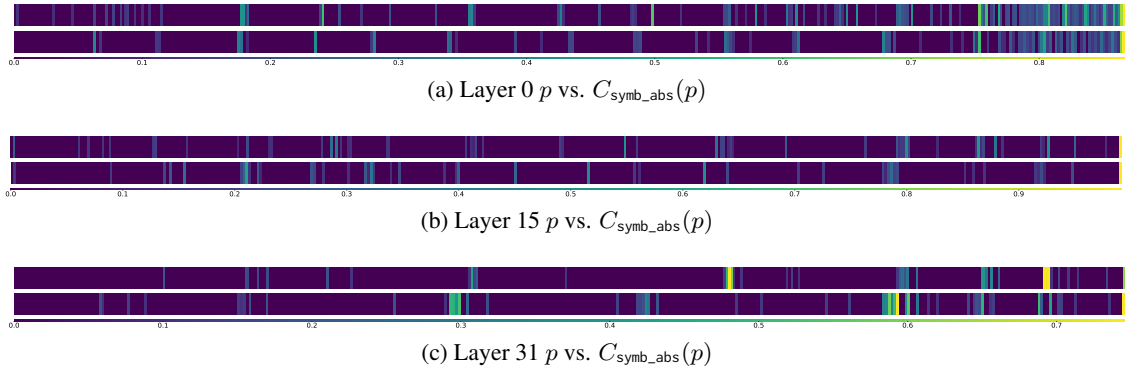 0.0 0.1 0.2 0.3 0.4 0.5 0.6 0.7 0.8
(a) Layer 0 p vs. C_symb_abs(p)
0.0 0.1 0.2 0.3 0.4 0.5 0.6 0.7 0.8 0.9
(b) Layer 15 p vs. C_symb_abs(p)
0.0 0.1 0.2 0.3 0.4 0.5 0.6 0.7
(c) Layer 31 p vs. C_symb_abs(p)